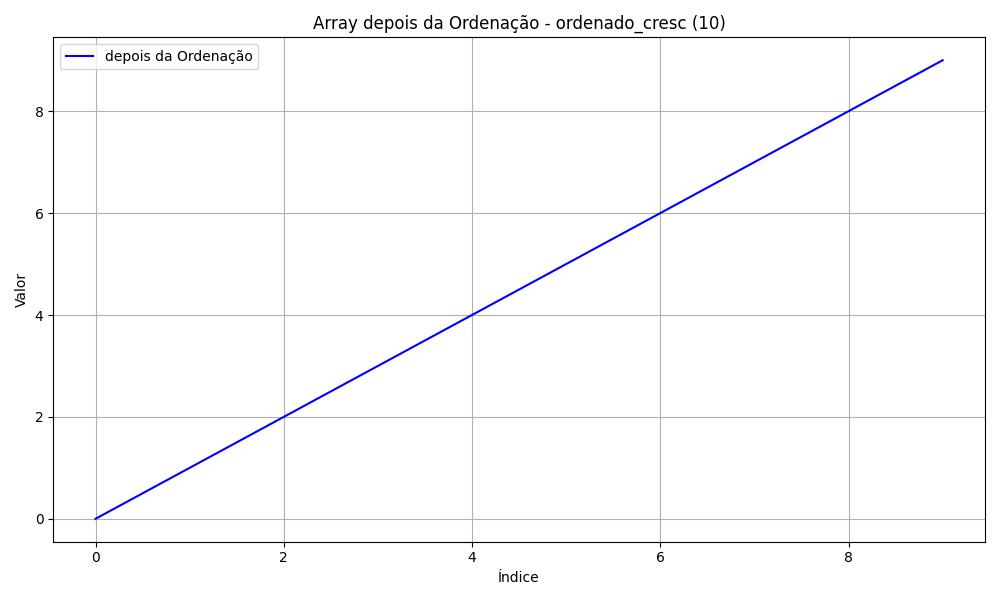 Array depois da Ordenação - ordenado_cresc (10)
depois da Ordenação
8
6
4
2
0
Valor
0 2 4 6 8
Índice